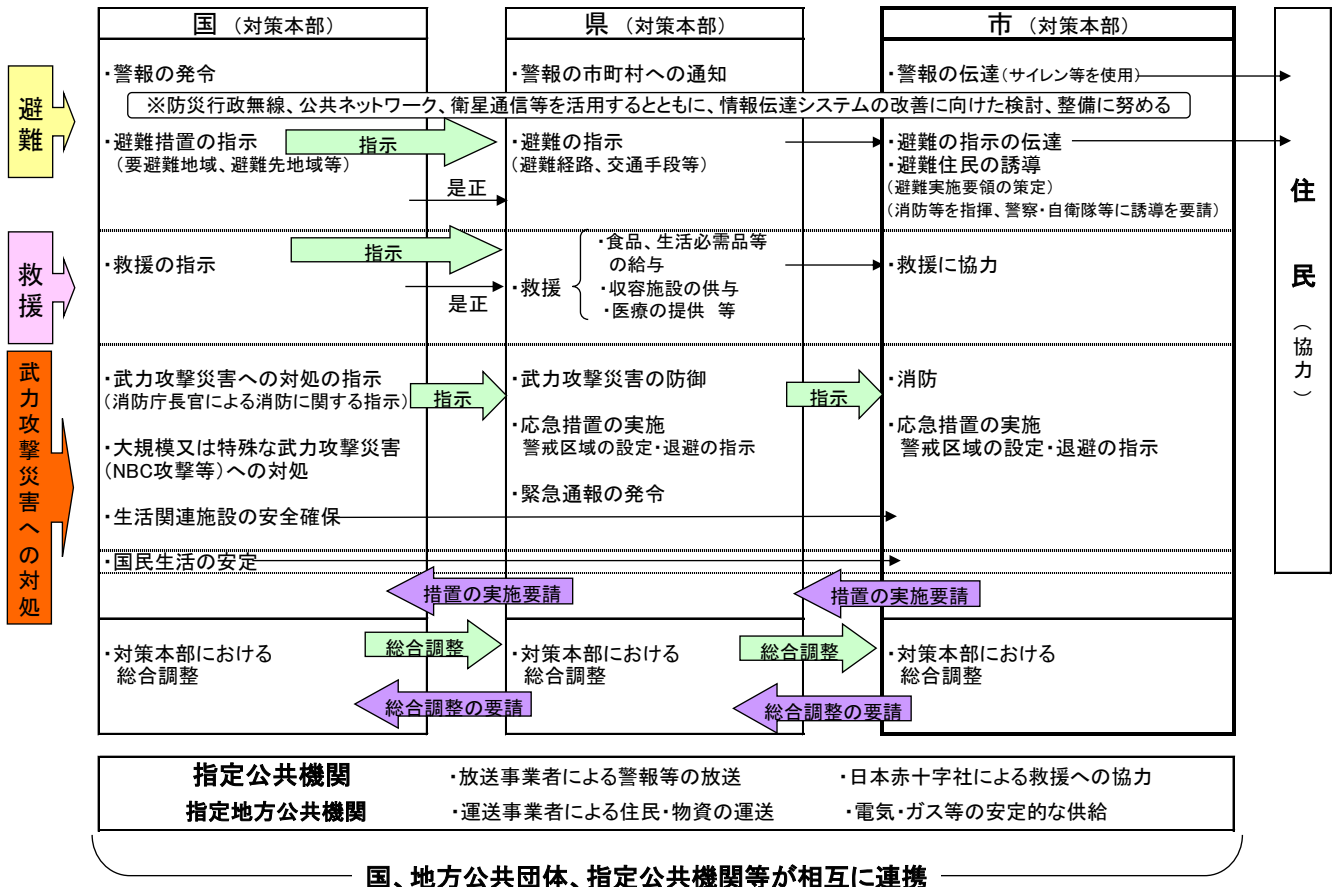 国 (対策本部)
県 (対策本部)
市 (対策本部)
避難
・警報の発令
・警報の市町村への通知
・警報の伝達(サイレン等を使用)
※防災行政無線、公共ネットワーク、衛星通信等を活用するとともに、情報伝達システムの改善に向けた検討、整備に努める
・避難措置の指示
(要避難地域、避難先地域等)
指示
是正
・避難の指示
(避難経路、交通手段等)
・避難の指示の伝達
・避難住民の誘導
(避難実施要領の策定)
(消防等を指揮、警察・自衛隊等に誘導を要請)
住民(協力)
救援
・救援の指示
指示
是正
・救援
・食品、生活必需品等
の給与
・収容施設の供与
・医療の提供 等
・救援に協力
武力攻撃災害への対処
・武力攻撃災害への対処の指示
(消防庁長官による消防に関する指示)
指示
・大規模又は特殊な武力攻撃災害
(NBC攻撃等)への対処
・生活関連施設の安全確保
・国民生活の安定
・武力攻撃災害の防御
指示
・応急措置の実施
警戒区域の設定・退避の指示
・緊急通報の発令
・消防
・応急措置の実施
警戒区域の設定・退避の指示
措置の実施要請
措置の実施要請
・対策本部における
総合調整
総合調整
総合調整の要請
・対策本部における
総合調整
総合調整
総合調整の要請
・対策本部における
総合調整
指定公共機関
・放送事業者による警報等の放送
・日本赤十字社による救援への協力
指定地方公共機関
・運送事業者による住民・物資の運送
・電気・ガス等の安定的な供給
国、地方公共団体、指定公共機関等が相互に連携